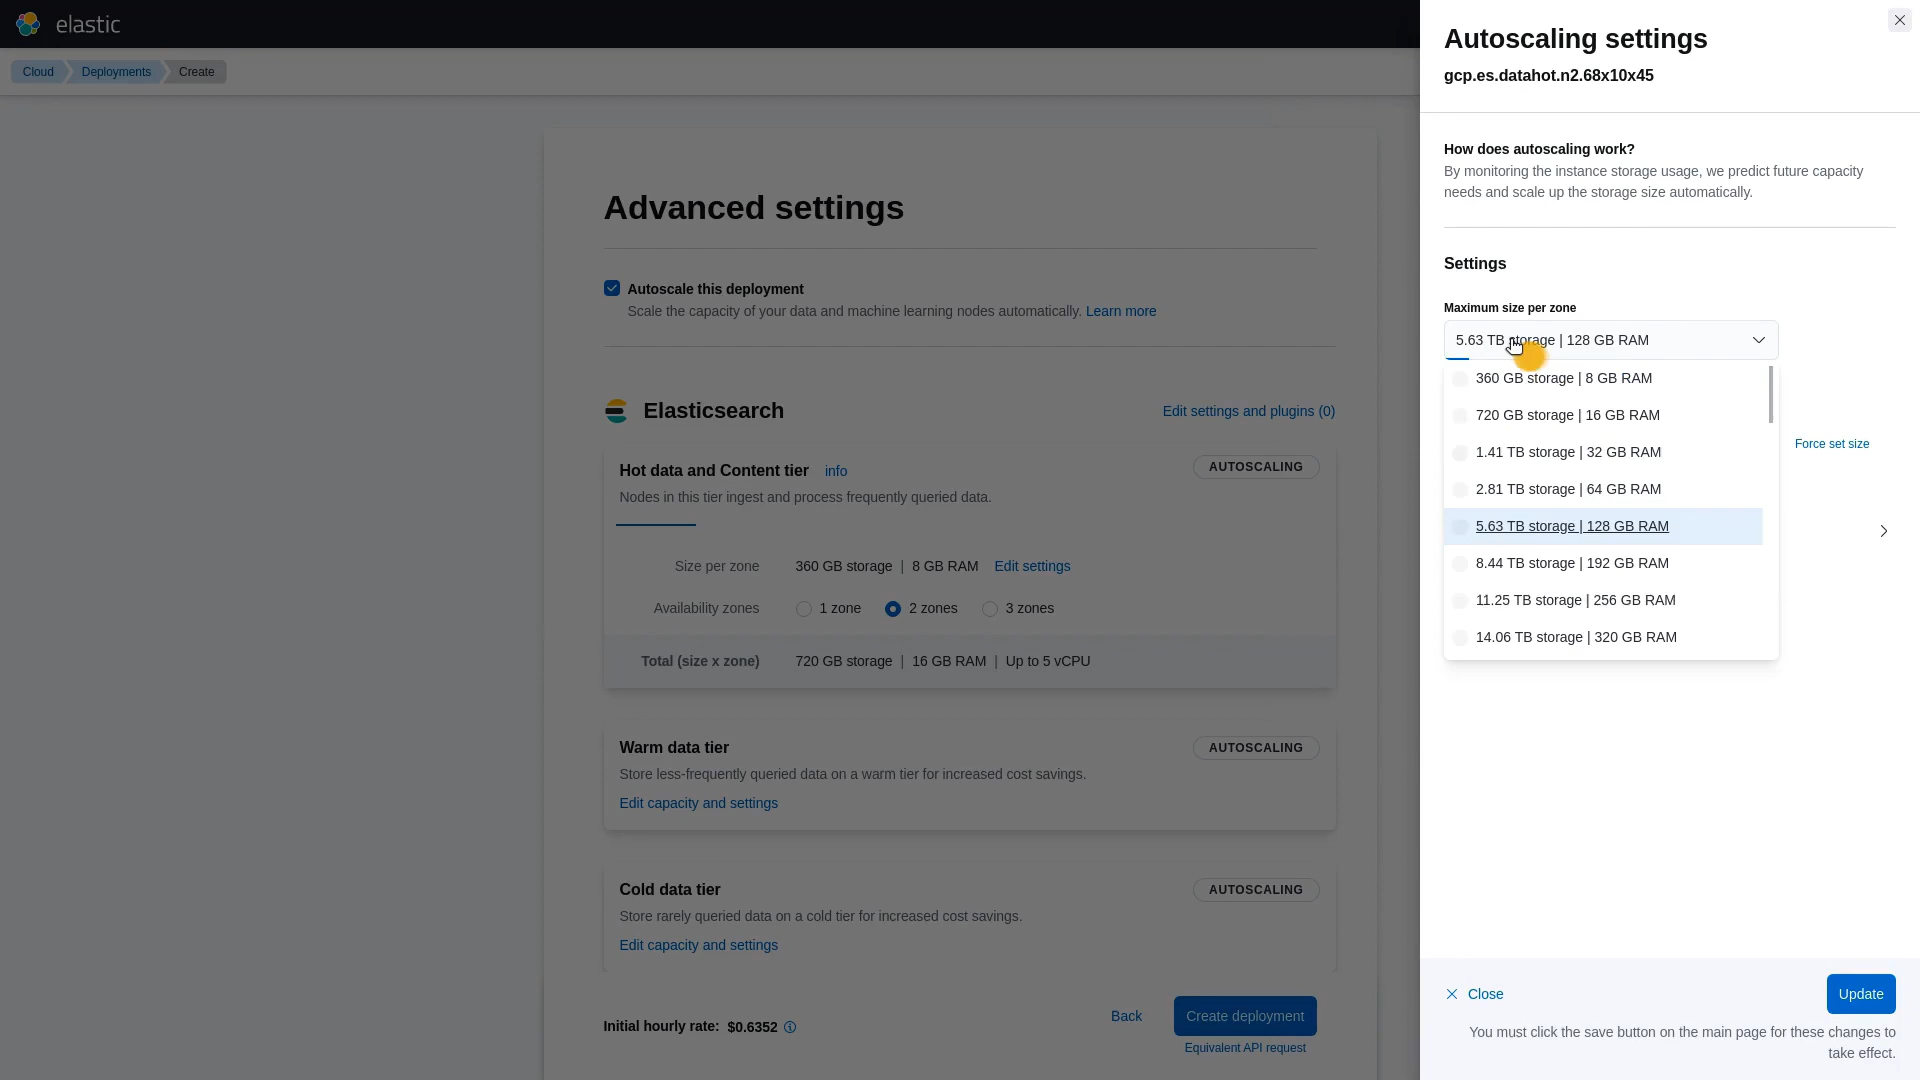 elastic
Cloud
Deployments
Create
Advanced settings
Autoscale this deployment
Scale the capacity of your data and machine learning nodes automatically. Learn more
Elasticsearch
Edit settings and plugins (0)
Hot data and Content tier info
AUTOSCALING
Nodes in this tier ingest and process frequently queried data.
Size per zone 360 GB storage | 8 GB RAM Edit settings
Availability zones 1 zone 2 zones 3 zones
Total (size x zone) 720 GB storage | 16 GB RAM | Up to 5 vCPU
Warm data tier
AUTOSCALING
Store less-frequently queried data on a warm tier for increased cost savings.
Edit capacity and settings
Cold data tier
AUTOSCALING
Store rarely queried data on a cold tier for increased cost savings.
Edit capacity and settings
Initial hourly rate: $0.6352
Back
Create deployment
Equivalent API request
Autoscaling settings
gcp.es.datahot.n2.68x10x45
How does autoscaling work?
By monitoring the instance storage usage, we predict future capacity
needs and scale up the storage size automatically.
Settings
Maximum size per zone
5.63 TB storage | 128 GB RAM
360 GB storage | 8 GB RAM
720 GB storage | 16 GB RAM
1.41 TB storage | 32 GB RAM
2.81 TB storage | 64 GB RAM
5.63 TB storage | 128 GB RAM
8.44 TB storage | 192 GB RAM
11.25 TB storage | 256 GB RAM
14.06 TB storage | 320 GB RAM
Force set size
Close
Update
You must click the save button on the main page for these changes to
take effect.